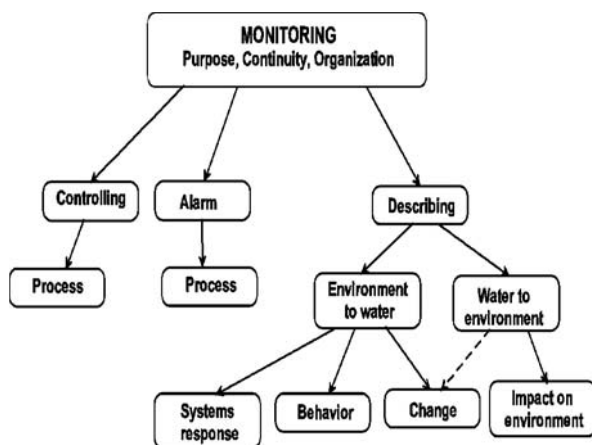 MONITORING
Purpose, Continuity, Organization
Controlling
Alarm
Describing
Process
Process
Environment
to water
Water to
environment
Systems
response
Behavior
Change
Impact on
environment